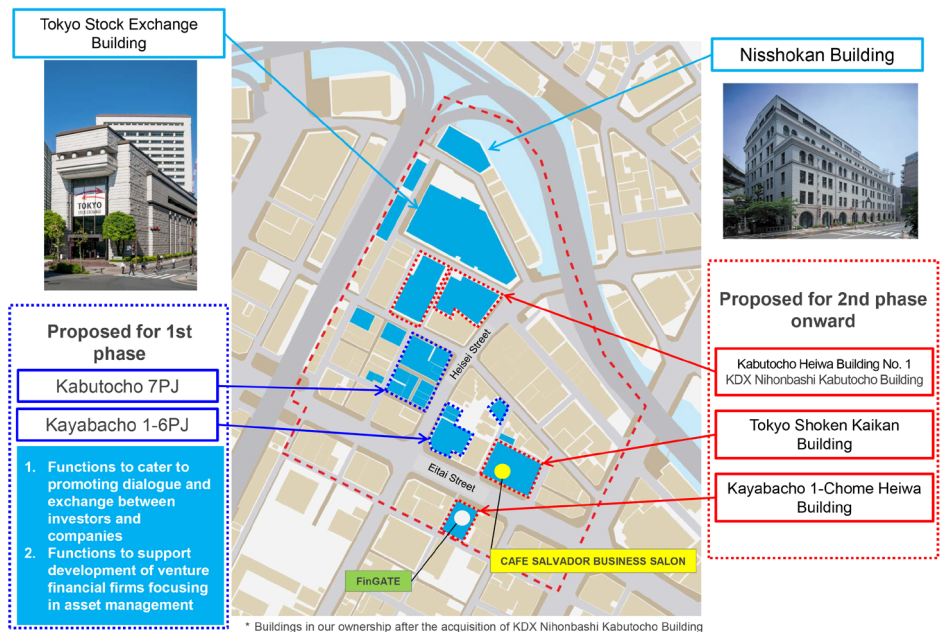 Tokyo Stock Exchange
Building
Nisshokan Building
TOKYO
STOCK EXCHANGE
Proposed for 1st
phase
Kabutocho 7PJ
Kayabacho 1-6PJ
1. Functions to cater to
promoting dialogue and
exchange between
investors and
companies
2. Functions to support
development of venture
financial firms focusing
in asset management
Heisei Street
Eitai Street
FinGATE
CAFE SALVADOR BUSINESS SALON
Proposed for 2nd phase
onward
Kabutocho Heiwa Building No. 1
KDX Nihonbashi Kabutocho Building
Tokyo Shoken Kaikan
Building
Kayabacho 1-Chome Heiwa
Building
* Buildings in our ownership after the acquisition of KDX Nihonbashi Kabutocho Building